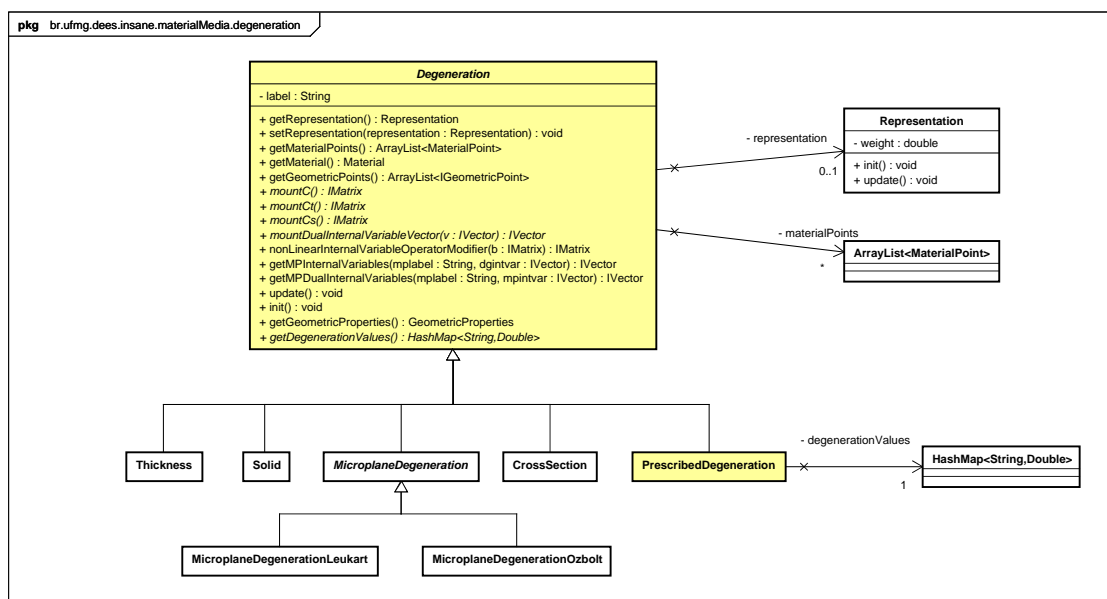 pkg br.ufmg.dees.insane.materialMedia.degeneration
Degeneration
- label : String
+ getRepresentation() : Representation
+ setRepresentation(representation : Representation) : void
+ getMaterialPoints() : ArrayList<MaterialPoint>
+ getMaterial() : Material
+ getGeometricPoints() : ArrayList<IGeometricPoint>
+ mountC() : IMatrix
+ mountCt() : IMatrix
+ mountCs() : IMatrix
+ mountDualInternalVariableVector(v : IVector) : IVector
+ nonLinearInternalVariableOperatorModifier(b : IMatrix) : IMatrix
+ getMPInternalVariables(mplabel : String, dgintvar : IVector) : IVector
+ getMPDualInternalVariables(mplabel : String, mpintvar : IVector) : IVector
+ update() : void
+ init() : void
+ getGeometricProperties() : GeometricProperties
+ getDegenerationValues() : HashMap<String,Double>
- representation
0..1
Representation
- weight : double
+ init() : void
+ update() : void
- materialPoints
*
ArrayList<MaterialPoint>
Thickness
Solid
MicroplaneDegeneration
CrossSection
PrescribedDegeneration
- degenerationValues
1
HashMap<String,Double>
MicroplaneDegenerationLeukart
MicroplaneDegenerationOzbolt